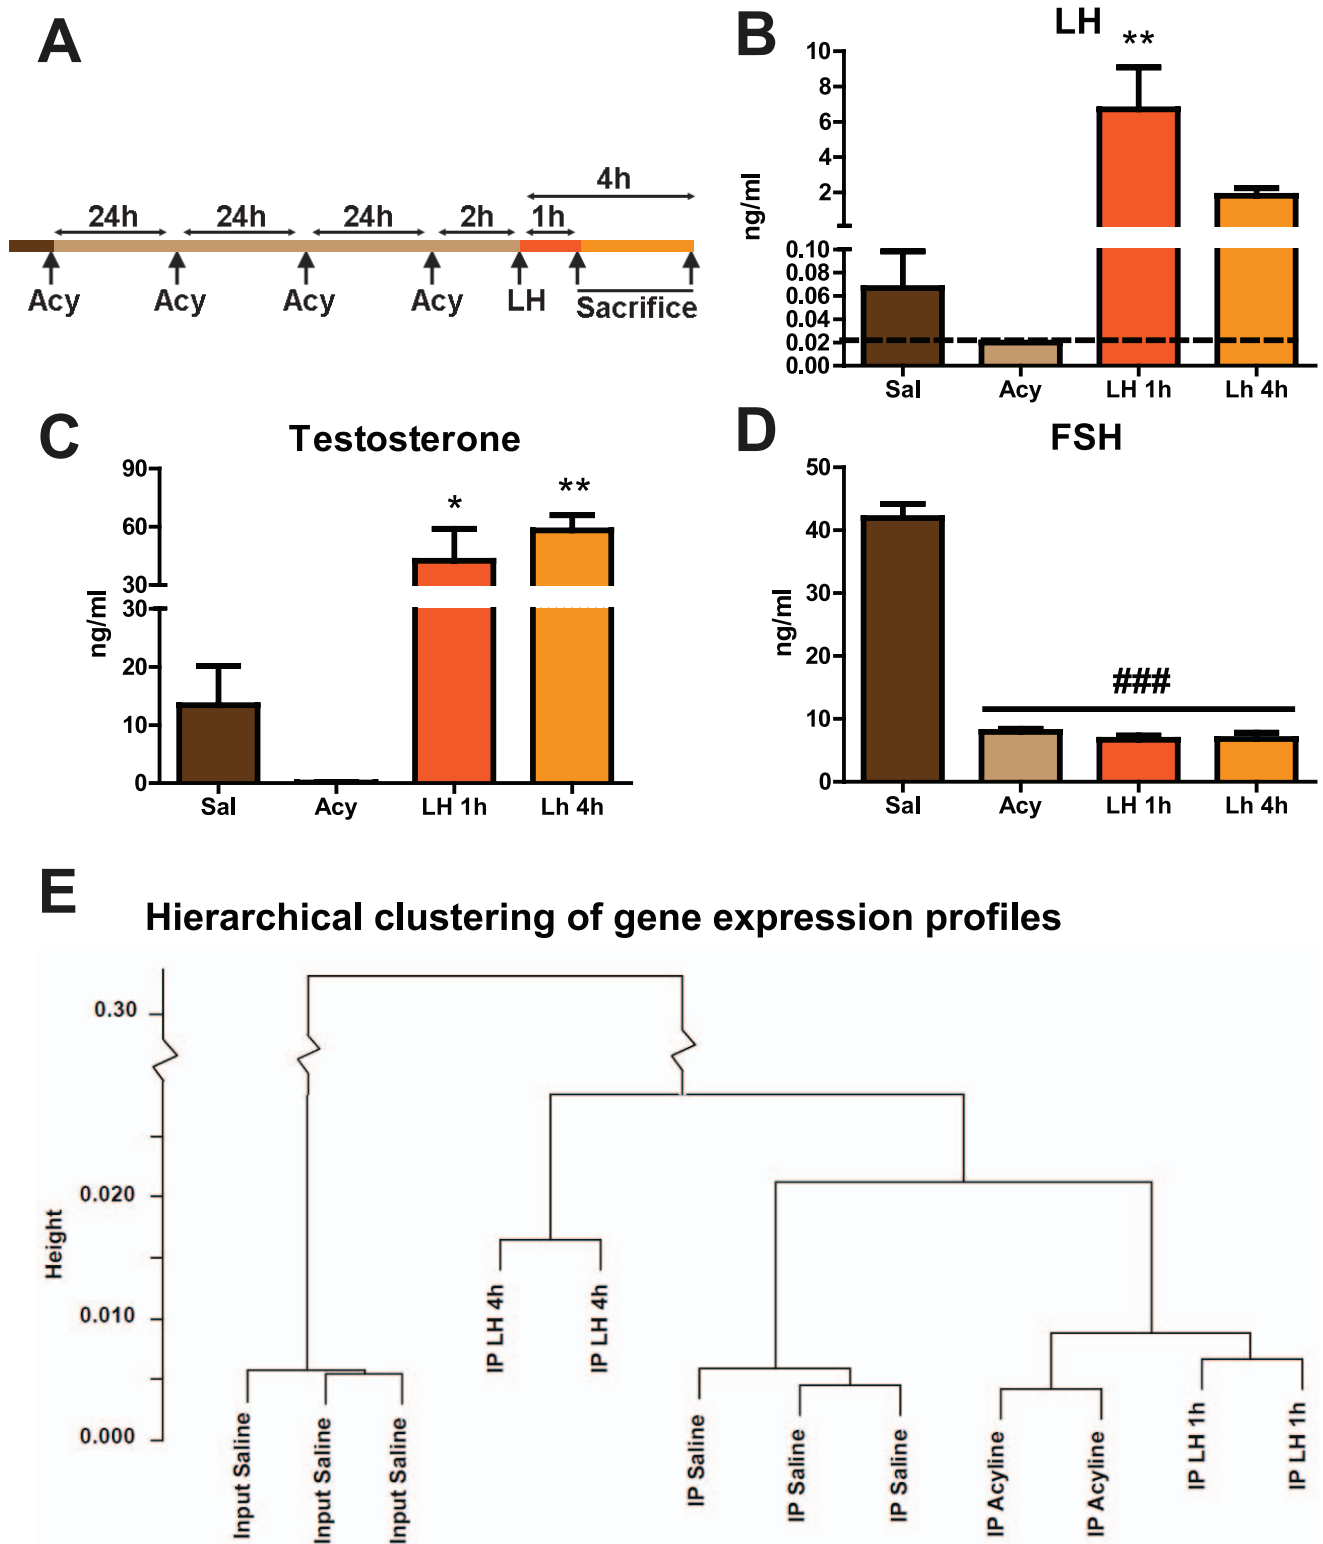 A
4h
24h 24h 24h 2h 1h
Acy Acy Acy Acy LH Sacrifice
B
LH
**
10
8
6
4
2
0
0.10
0.08
0.06
0.04
0.02
0.00
ng/ml
Sal Acy LH 1h Lh 4h
C
Testosterone
* **
90
60
30
30
20
10
0
ng/ml
Sal Acy LH 1h Lh 4h
D
FSH
50
40
30
20
10
0
ng/ml
###
Sal Acy LH 1h Lh 4h
E
Hierarchical clustering of gene expression profiles
0.30
0.020
0.010
0.000
Height
Input Saline
Input Saline
Input Saline
IP LH 4h
IP LH 4h
IP Saline
IP Saline
IP Saline
IP Acyline
IP Acyline
IP LH 1h
IP LH 1h